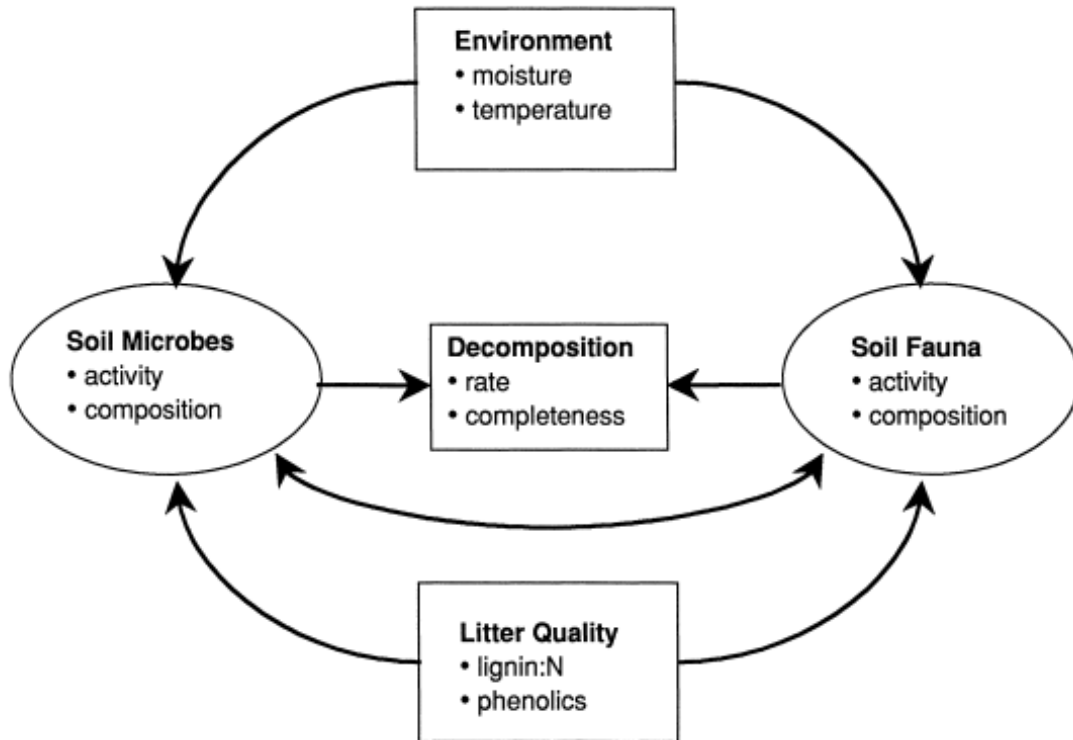 Environment
• moisture
• temperature
Soil Microbes
• activity
• composition
Decomposition
• rate
• completeness
Soil Fauna
• activity
• composition
Litter Quality
• lignin:N
• phenolics